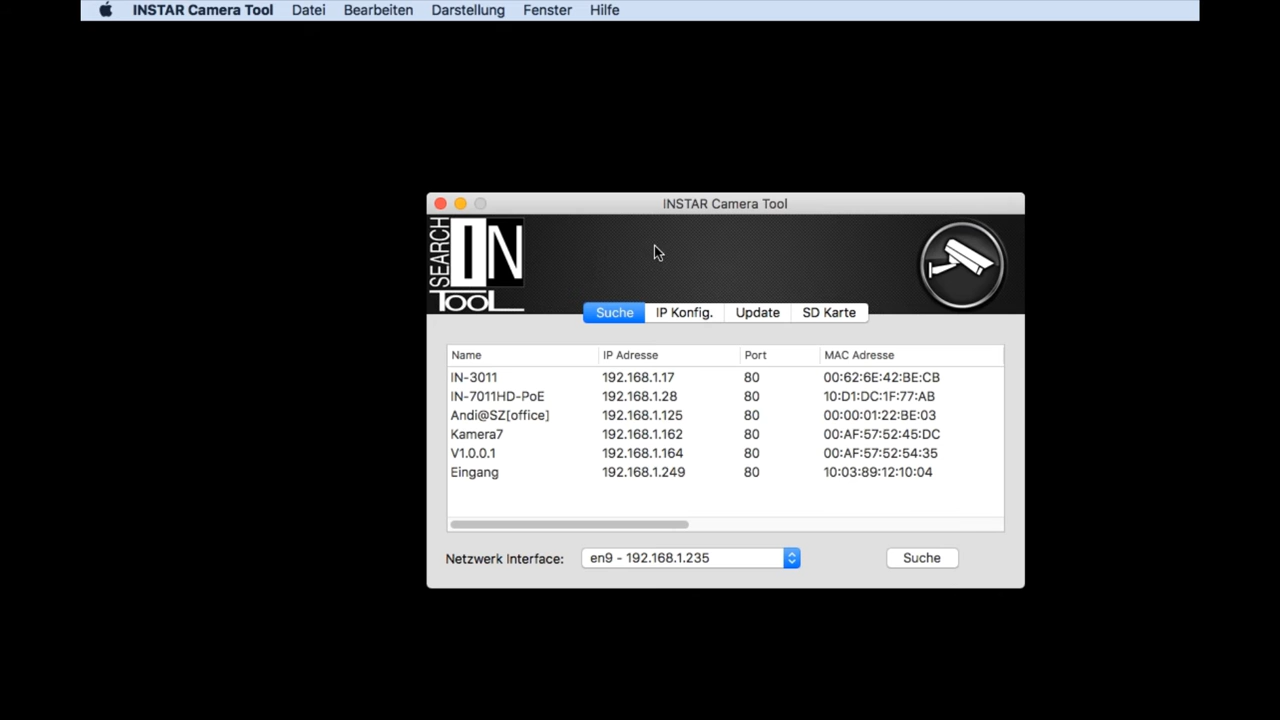 INSTAR Camera Tool Datei Bearbeiten Darstellung Fenster Hilfe
INSTAR Camera Tool
SEARCH IN TOOL
Suche IP Konfig. Update SD Karte
Name IP Adresse Port MAC Adresse
IN-3011 192.168.1.17 80 00:62:6E:42:BE:CB
IN-7011HD-PoE 192.168.1.28 80 10:D1:DC:1F:77:AB
Andi@SZ[office] 192.168.1.125 80 00:00:01:22:BE:03
Kamera7 192.168.1.162 80 00:AF:57:52:45:DC
V1.0.0.1 192.168.1.164 80 00:AF:57:52:54:35
Eingang 192.168.1.249 80 10:03:89:12:10:04
Netzwerk Interface: en9 - 192.168.1.235 Suche